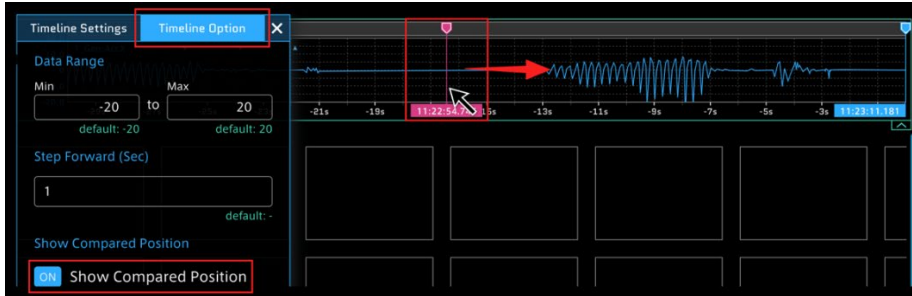 Timeline Settings
Timeline Option
Data Range
Min
Max
-20
to
20
default: -20
default: 20
Step Forward (Sec)
1
default: -
Show Compared Position
ON Show Compared Position
-21s
-19s
-13s
-11s
-9s
-7s
-5s
-3s
11:23:11.181